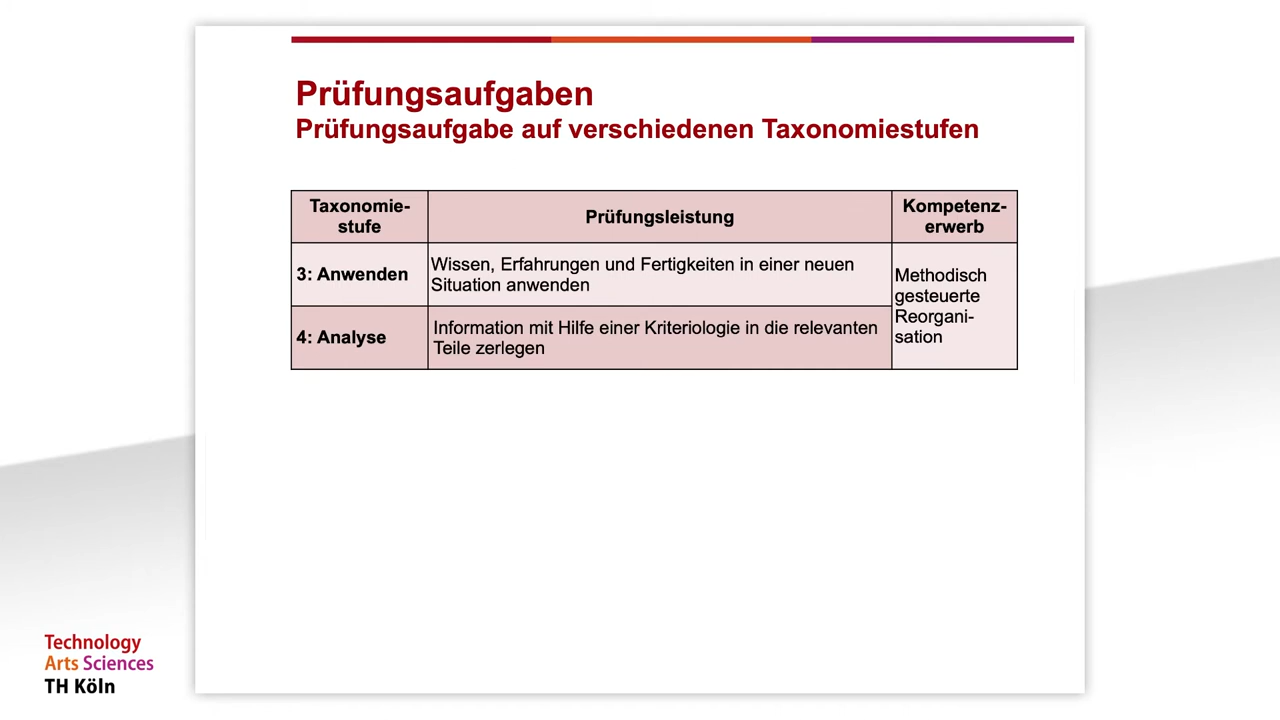 Prüfungsaufgaben
Prüfungsaufgabe auf verschiedenen Taxonomiestufen
Taxonomie-
stufe
Prüfungsleistung
Kompetenz-
erwerb
3: Anwenden
Wissen, Erfahrungen und Fertigkeiten in einer neuen
Situation anwenden
Methodisch
gesteuerte
Reorgani-
sation
4: Analyse
Information mit Hilfe einer Kriteriologie in die relevanten
Teile zerlegen
Technology
Arts Sciences
TH Köln